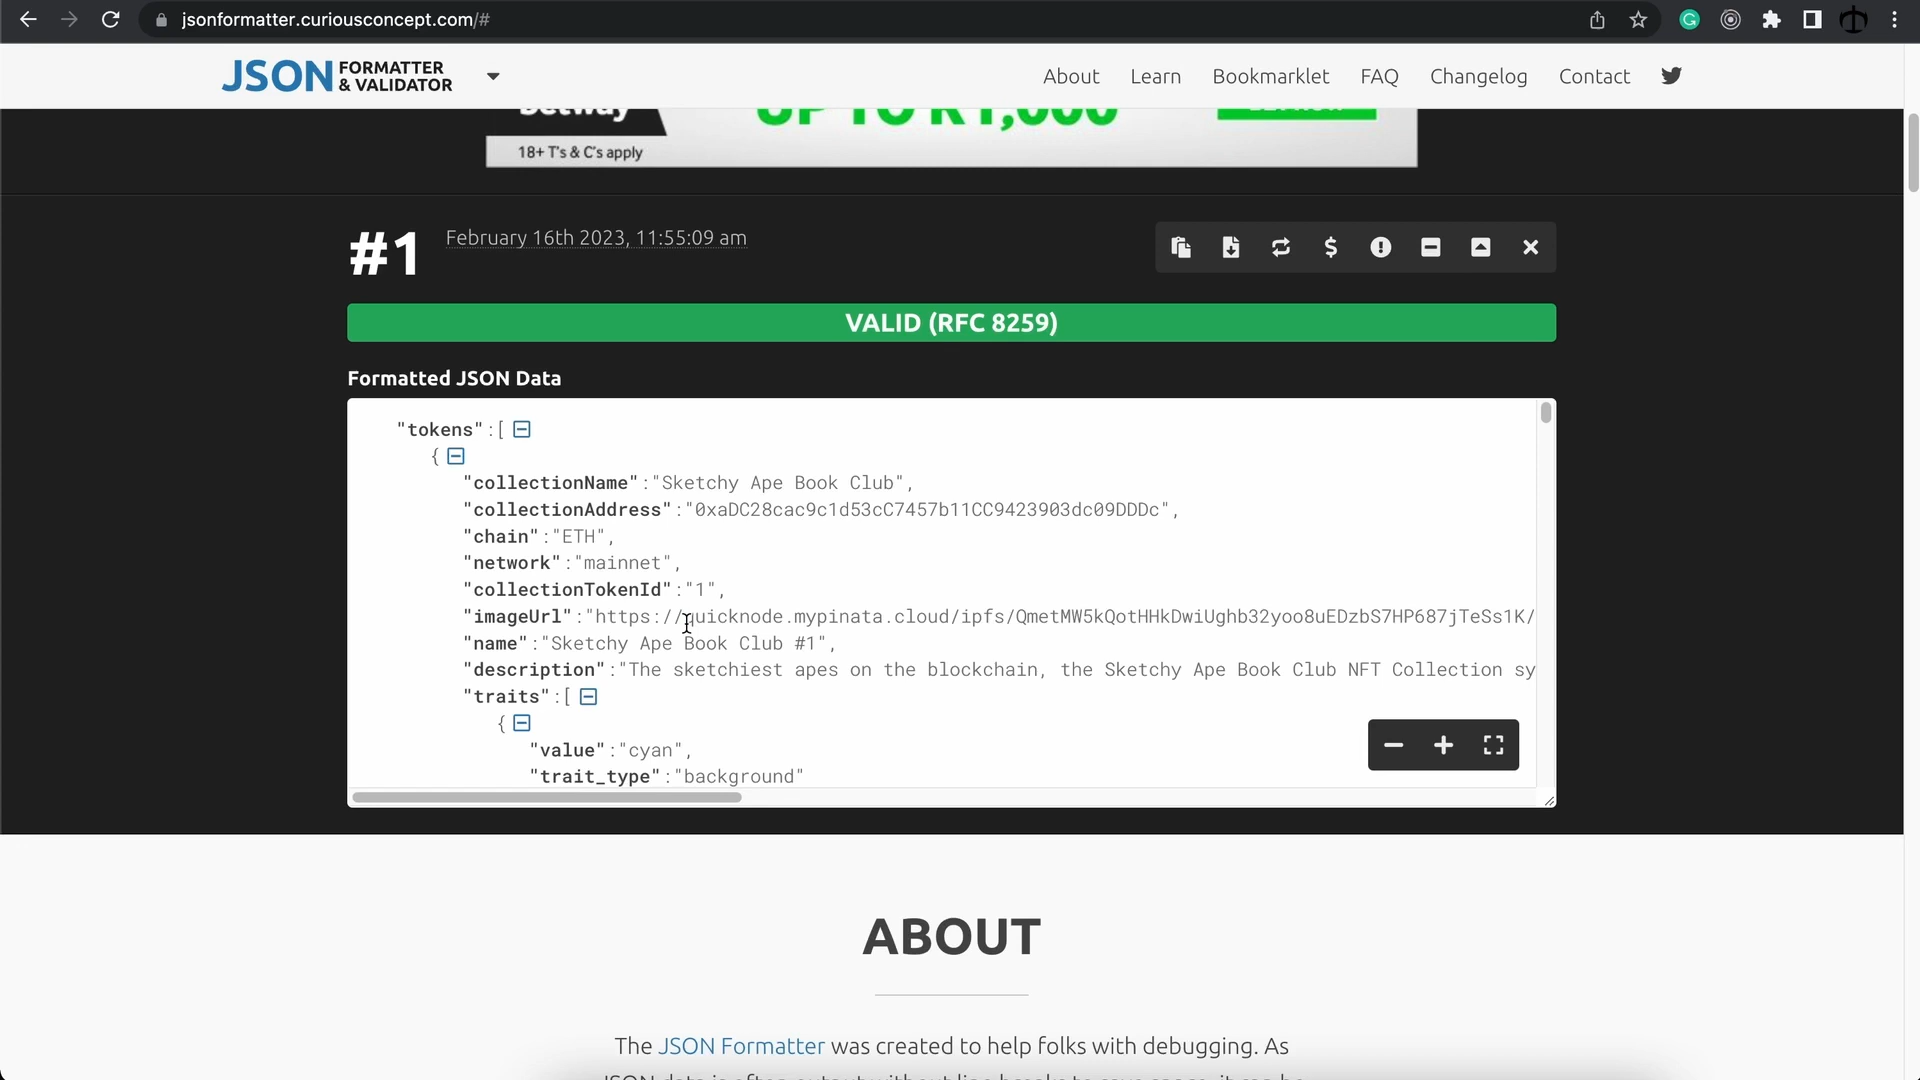 jsonformatter.curiousconcept.com/#
JSON FORMATTER & VALIDATOR
About Learn Bookmarklet FAQ Changelog Contact
UP TO R1,000
18+ T's & C's apply
#1 February 16th 2023, 11:55:09 am
VALID (RFC 8259)
Formatted JSON Data
"tokens":[
{
"collectionName":"Sketchy Ape Book Club",
"collectionAddress":"0xaDC28cac9c1d53cC7457b11CC9423903dc09DDDc",
"chain":"ETH",
"network":"mainnet",
"collectionTokenId":"1",
"imageUrl":"https://quicknode.mypinata.cloud/ipfs/QmetMW5kQotHHkDwiUghb32yoo8uEDzbS7HP687jTeSs1K/
"name":"Sketchy Ape Book Club #1",
"description":"The sketchiest apes on the blockchain, the Sketchy Ape Book Club NFT Collection sy
"traits":[
{
"value":"cyan",
"trait_type":"background"
ABOUT
The JSON Formatter was created to help folks with debugging. As